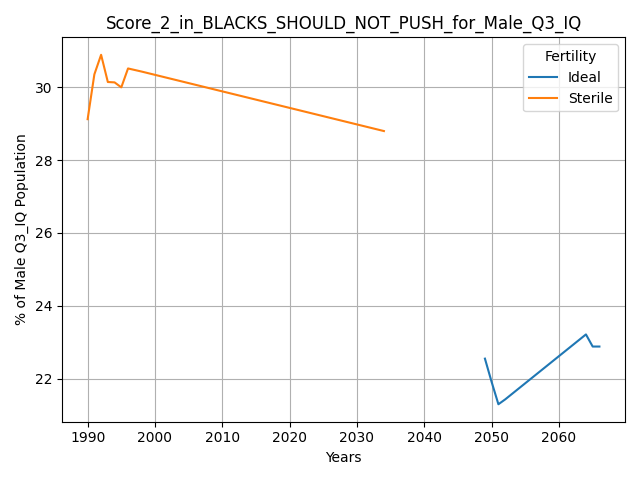 Score_2_in_BLACKS_SHOULD_NOT_PUSH_for_Male_Q3_IQ
Fertility
Ideal
Sterile
% of Male Q3_IQ Population
30
28
26
24
22
1990 2000 2010 2020 2030 2040 2050 2060
Years